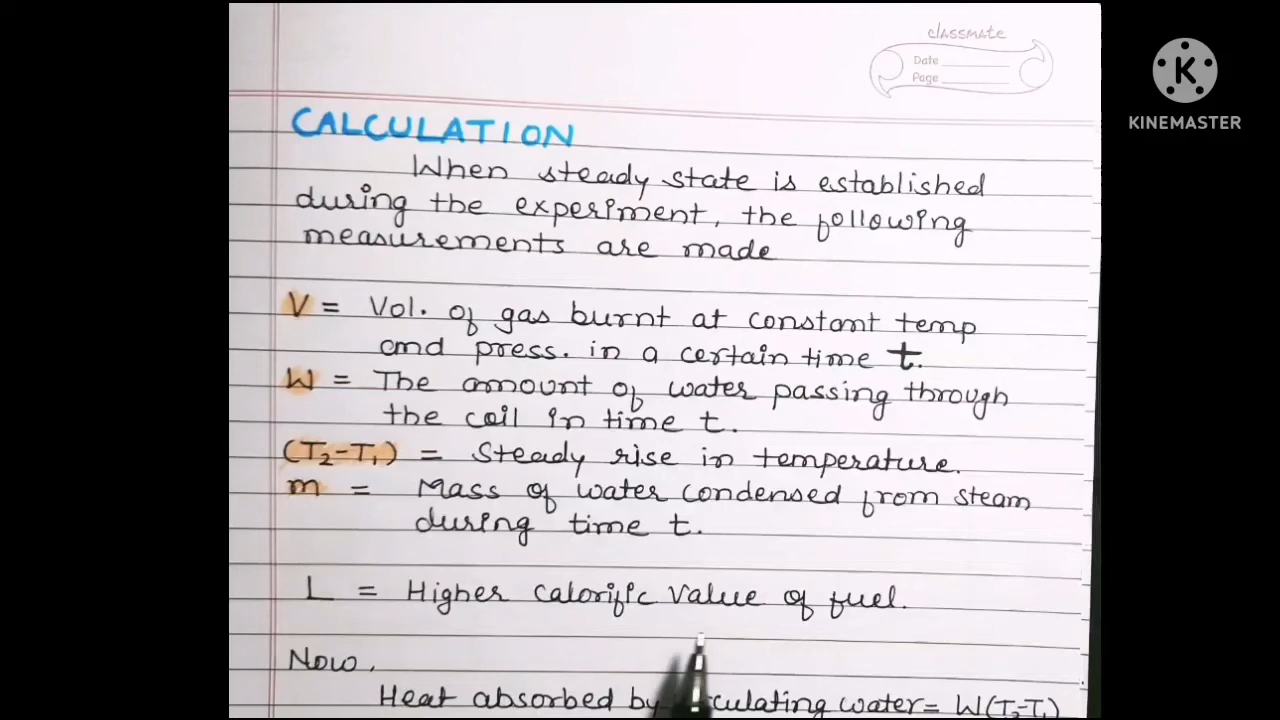 classmate
Date
Page
KINEMASTER
CALCULATION
When steady state is established
during the experiment, the following
measurements are made
V = Vol. of gas burnt at constant temp
and press. in a certain time t.
W = The amount of water passing through
the coil in time t.
(T₂-T₁) = Steady rise in temperature.
m = Mass of water condensed from steam
during time t.
L = Higher calorific value of fuel.
Now,
Heat absorbed by culating water = W(T₂-T₁)